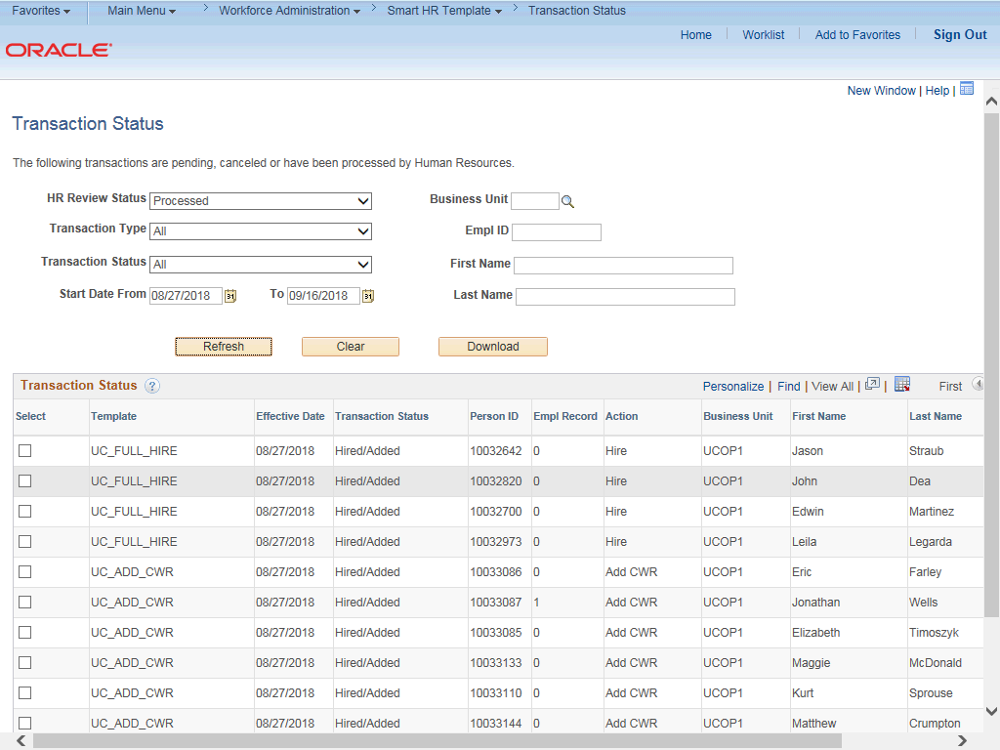 Favorites Main Menu > Workforce Administration > Smart HR Template > Transaction Status
Home Worklist Add to Favorites Sign Out
ORACLE
New Window | Help |
Transaction Status
The following transactions are pending, canceled or have been processed by Human Resources.
HR Review Status Processed Business Unit
Transaction Type All Empl ID
Transaction Status All First Name
Start Date From 08/27/2018 31 To 09/16/2018 31 Last Name
Refresh Clear Download
Transaction Status ? Personalize | Find | View All | | First
Select Template Effective Date Transaction Status Person ID Empl Record Action Business Unit First Name Last Name
UC_FULL_HIRE 08/27/2018 Hired/Added 10032642 0 Hire UCOP1 Jason Straub
UC_FULL_HIRE 08/27/2018 Hired/Added 10032820 0 Hire UCOP1 John Dea
UC_FULL_HIRE 08/27/2018 Hired/Added 10032700 0 Hire UCOP1 Edwin Martinez
UC_FULL_HIRE 08/27/2018 Hired/Added 10032973 0 Hire UCOP1 Leila Legarda
UC_ADD_CWR 08/27/2018 Hired/Added 10033086 0 Add CWR UCOP1 Eric Farley
UC_ADD_CWR 08/27/2018 Hired/Added 10033087 1 Add CWR UCOP1 Jonathan Wells
UC_ADD_CWR 08/27/2018 Hired/Added 10033085 0 Add CWR UCOP1 Elizabeth Timoszyk
UC_ADD_CWR 08/27/2018 Hired/Added 10033133 0 Add CWR UCOP1 Maggie McDonald
UC_ADD_CWR 08/27/2018 Hired/Added 10033110 0 Add CWR UCOP1 Kurt Sprouse
UC_ADD_CWR 08/27/2018 Hired/Added 10033144 0 Add CWR UCOP1 Matthew Crumpton